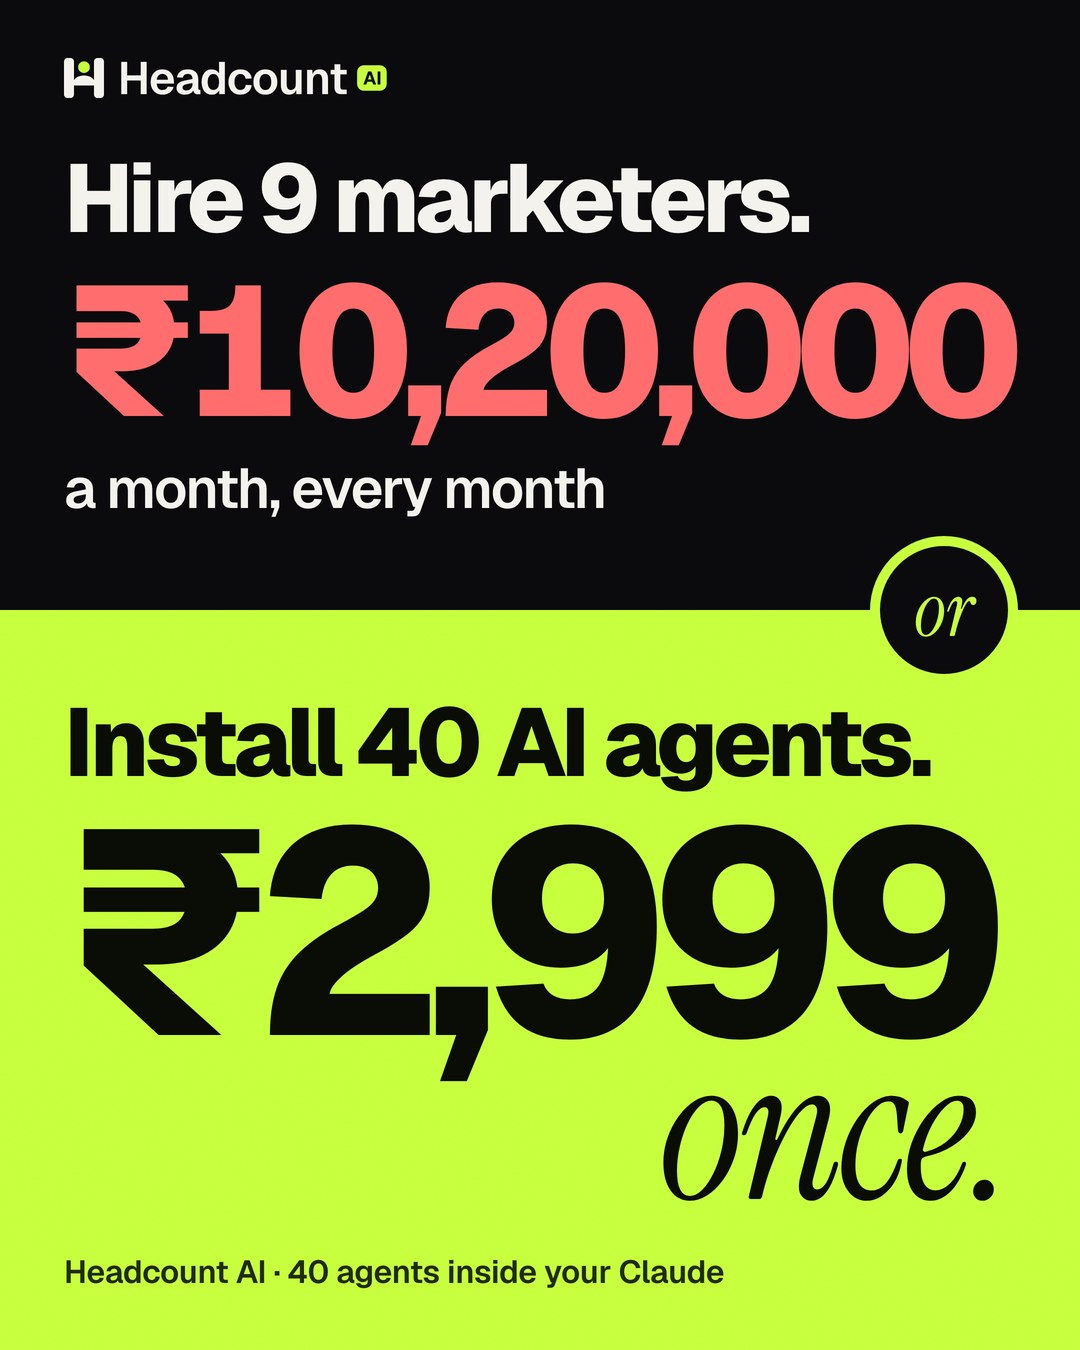 Headcount AI
Hire 9 marketers.
₹10,20,000
a month, every month
or
Install 40 AI agents.
₹2,999
once.
Headcount AI · 40 agents inside your Claude